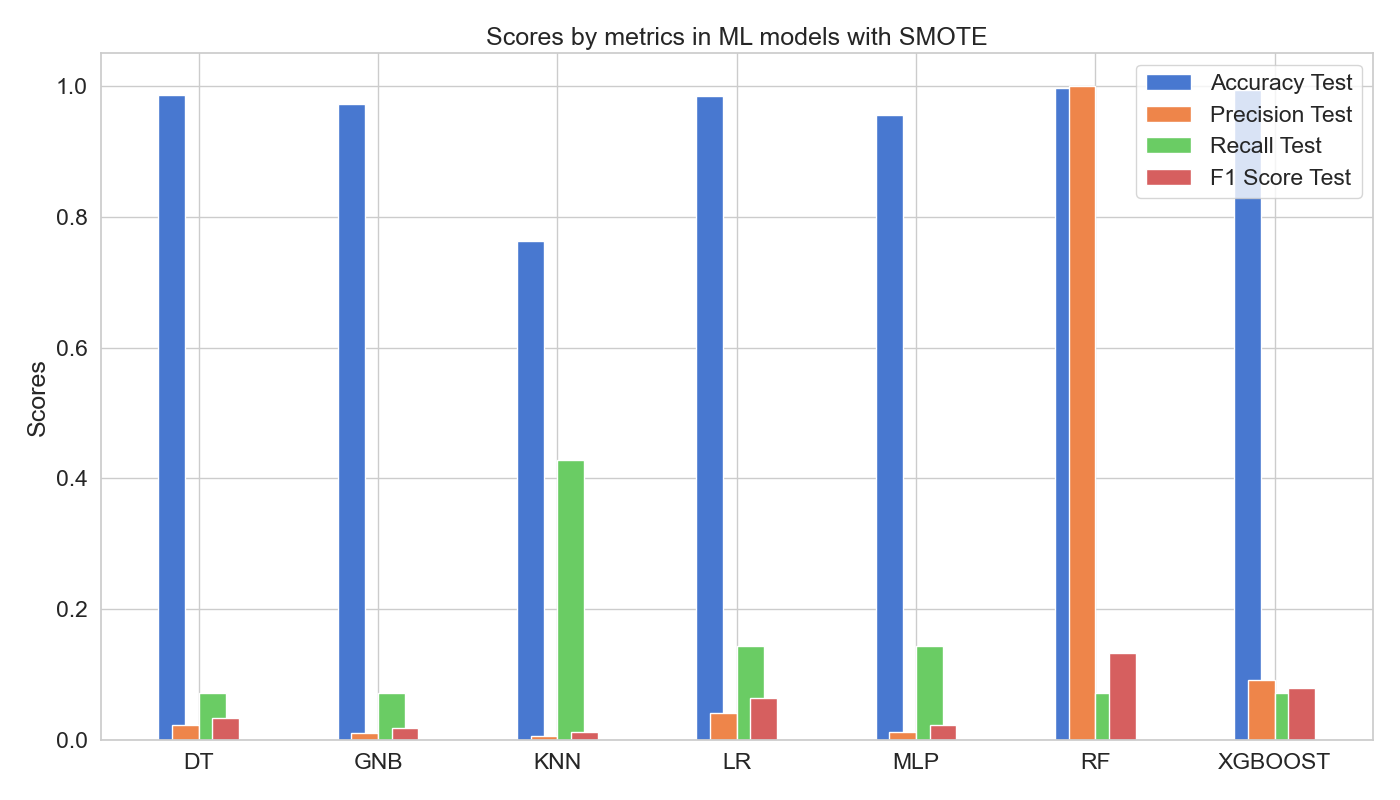 Scores by metrics in ML models with SMOTE
Accuracy Test
Precision Test
Recall Test
F1 Score Test
Scores
1.0
0.8
0.6
0.4
0.2
0.0
DT
GNB
KNN
LR
MLP
RF
XGBOOST